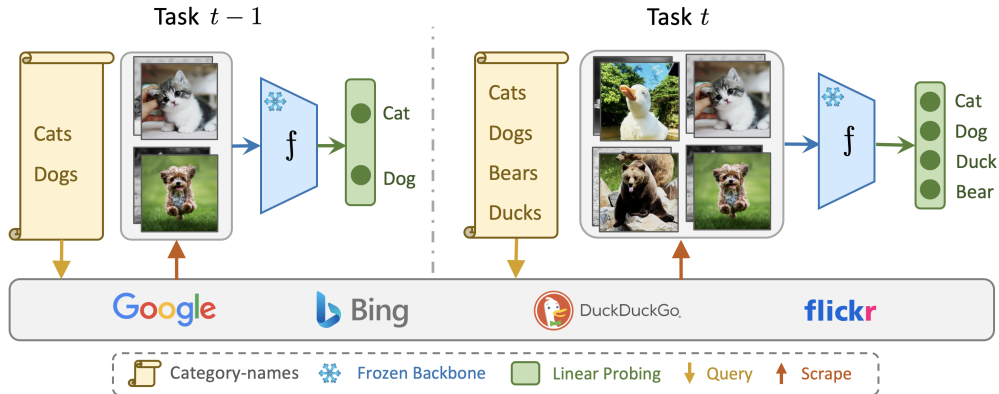 Task t − 1
Task t
Cats
Dogs
f
Cat
Dog
Cats
Dogs
Bears
Ducks
f
Cat
Dog
Duck
Bear
Google
Bing
DuckDuckGo.
flickr
Category-names
Frozen Backbone
Linear Probing
Query
Scrape